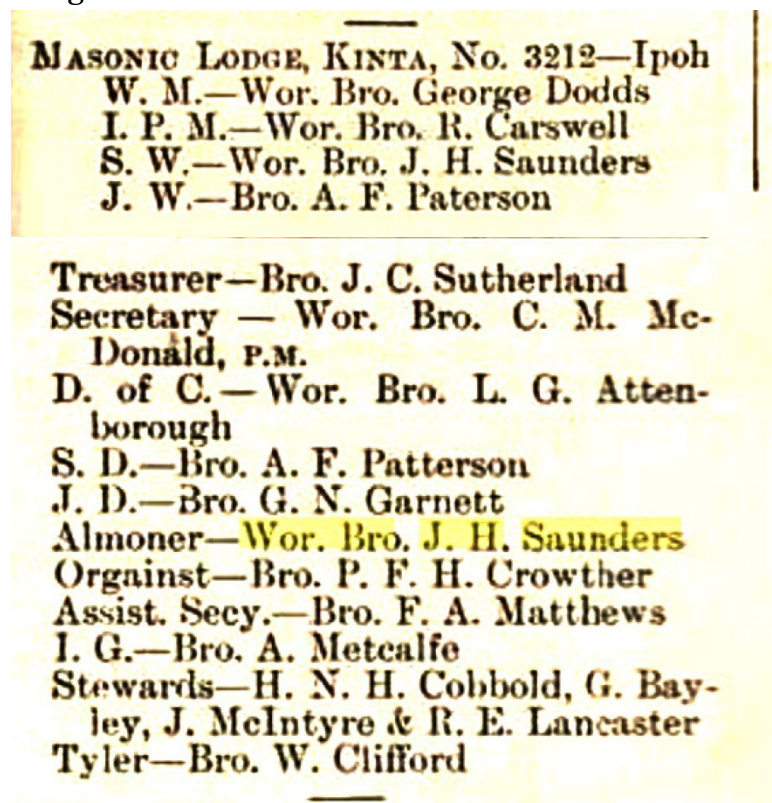 MASONIC LODGE, KINTA, No. 3212—Ipoh
W. M.—Wor. Bro. George Dodds
I. P. M.—Wor. Bro. R. Carswell
S. W.—Wor. Bro. J. H. Saunders
J. W.—Bro. A. F. Paterson
Treasurer—Bro. J. C. Sutherland
Secretary — Wor. Bro. C. M. Mc-
Donald, P.M.
D. of C.—Wor. Bro. L. G. Atten-
borough
S. D.—Bro. A. F. Patterson
J. D.—Bro. G. N. Garnett
Almoner—Wor. Bro. J. H. Saunders
Orgainst—Bro. P. F. H. Crowther
Assist. Secy.—Bro. F. A. Matthews
I. G.—Bro. A. Metcalfe
Stewards—H. N. H. Cobbold, G. Bay-
ley, J. McIntyre & R. E. Lancaster
Tyler—Bro. W. Clifford